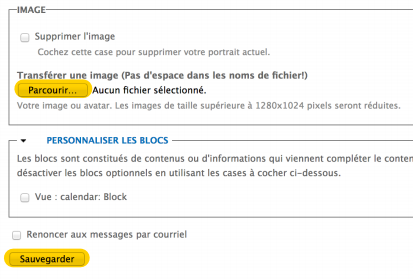 IMAGE
Supprimer l'image
Cochez cette case pour supprimer votre portrait actuel.
Transférer une image (Pas d'espace dans les noms de fichier!)
Parcourir... Aucun fichier sélectionné.
Votre image ou avatar. Les images de taille supérieure à 1280x1024 pixels seront réduites.
PERSONNALISER LES BLOCS
Les blocs sont constitués de contenus ou d'informations qui viennent compléter le conten
désactiver les blocs optionnels en utilisant les cases à cocher ci-dessous.
Vue : calendar: Block
Renoncer aux messages par courriel
Sauvegarder